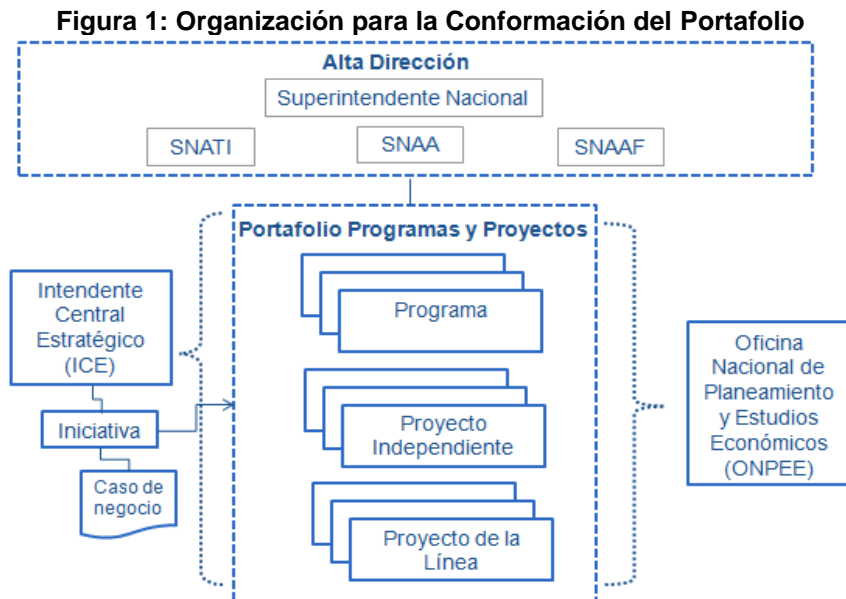 Figura 1: Organización para la Conformación del Portafolio
Alta Dirección
Superintendente Nacional
SNATI
SNAA
SNAAF
Portafolio Programas y Proyectos
Programa
Proyecto
Independiente
Proyecto de la
Línea
Intendente
Central
Estratégico
(ICE)
Iniciativa
Caso de
negocio
Oficina
Nacional de
Planeamiento
y Estudios
Económicos
(ONPEE)